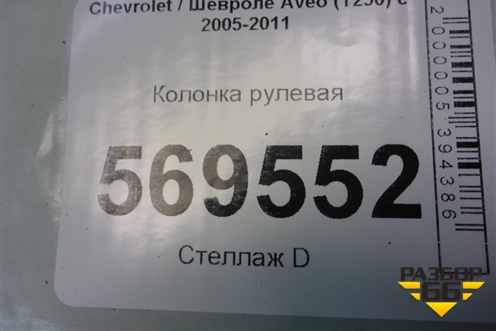 Chevrolet / Шевроле Aveo (T250) с
2005-2011
Колонка рулевая
569552
Стеллаж D
2000005394386
РАЗБОР
66